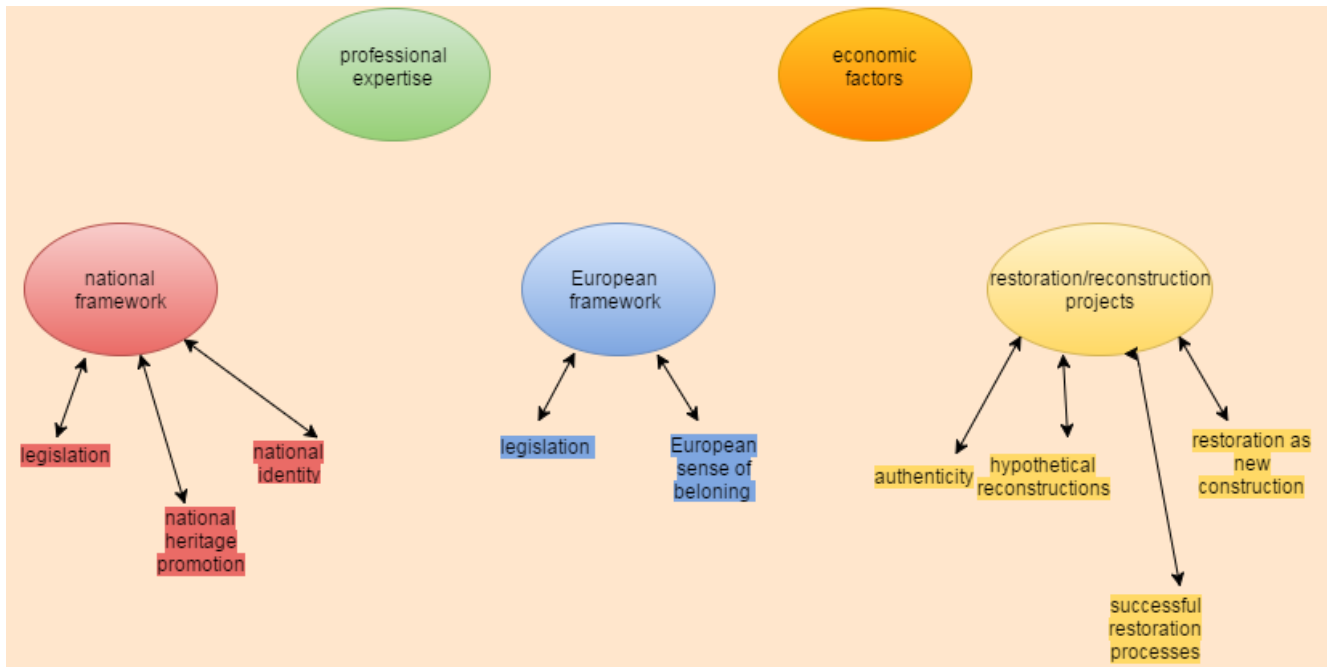 professional
expertise
economic
factors
national
framework
European
framework
restoration/reconstruction
projects
legislation
national
heritage
promotion
national
identity
legislation
European
sense of
beloning
authenticity
hypothetical
reconstructions
successful
restoration
processes
restoration as
new
construction